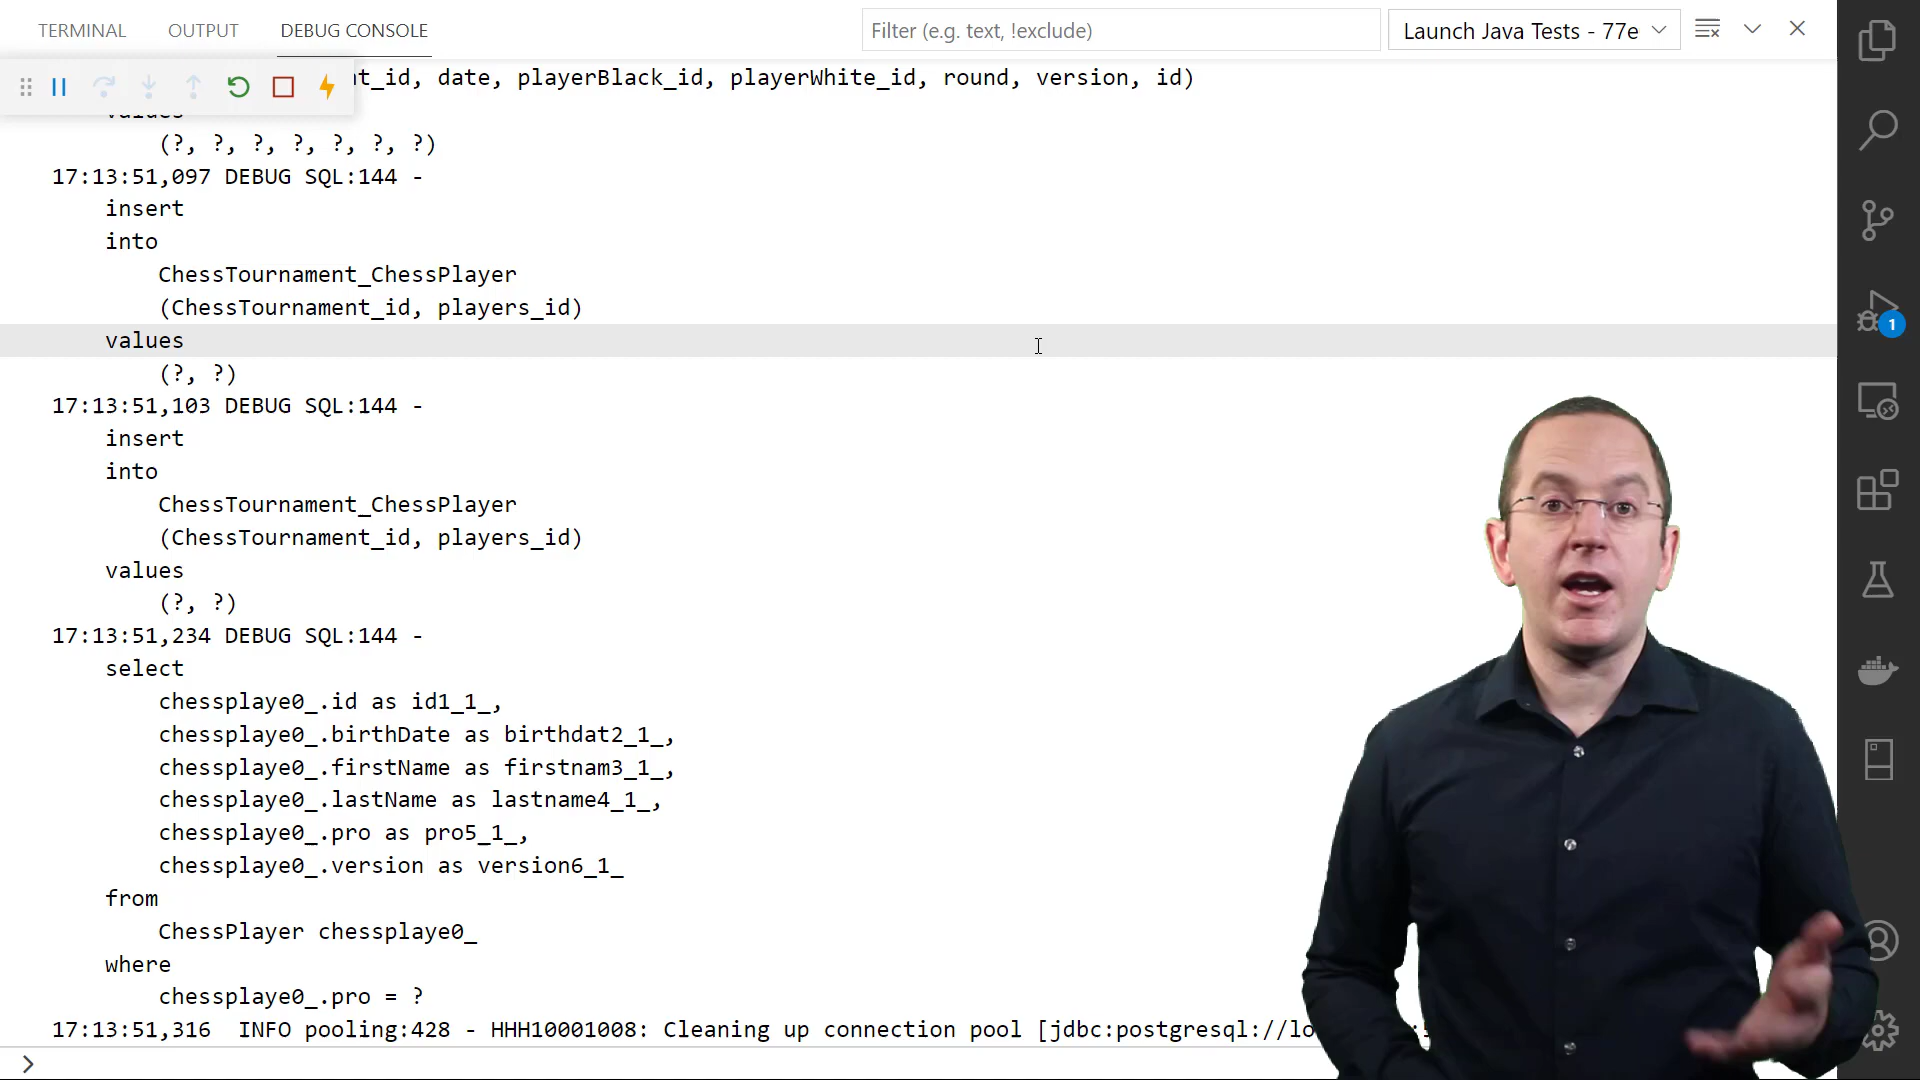 TERMINAL OUTPUT DEBUG CONSOLE Filter (e.g. text, !exclude) Launch Java Tests - 77e
t_id, date, playerBlack_id, playerWhite_id, round, version, id)
values
(?, ?, ?, ?, ?, ?, ?)
17:13:51,097 DEBUG SQL:144 -
insert
into
ChessTournament_ChessPlayer
(ChessTournament_id, players_id)
values
(?, ?)
17:13:51,103 DEBUG SQL:144 -
insert
into
ChessTournament_ChessPlayer
(ChessTournament_id, players_id)
values
(?, ?)
17:13:51,234 DEBUG SQL:144 -
select
chessplaye0_.id as id1_1_,
chessplaye0_.birthDate as birthdat2_1_,
chessplaye0_.firstName as firstnam3_1_,
chessplaye0_.lastName as lastname4_1_,
chessplaye0_.pro as pro5_1_,
chessplaye0_.version as version6_1_
from
ChessPlayer chessplaye0_
where
chessplaye0_.pro = ?
17:13:51,316 INFO pooling:428 - HHH10001008: Cleaning up connection pool [jdbc:postgresql://lo
>
1